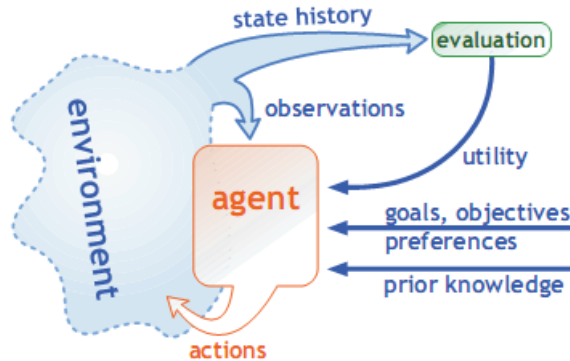 state history
evaluation
environment
observations
utility
agent
goals, objectives
preferences
prior knowledge
actions